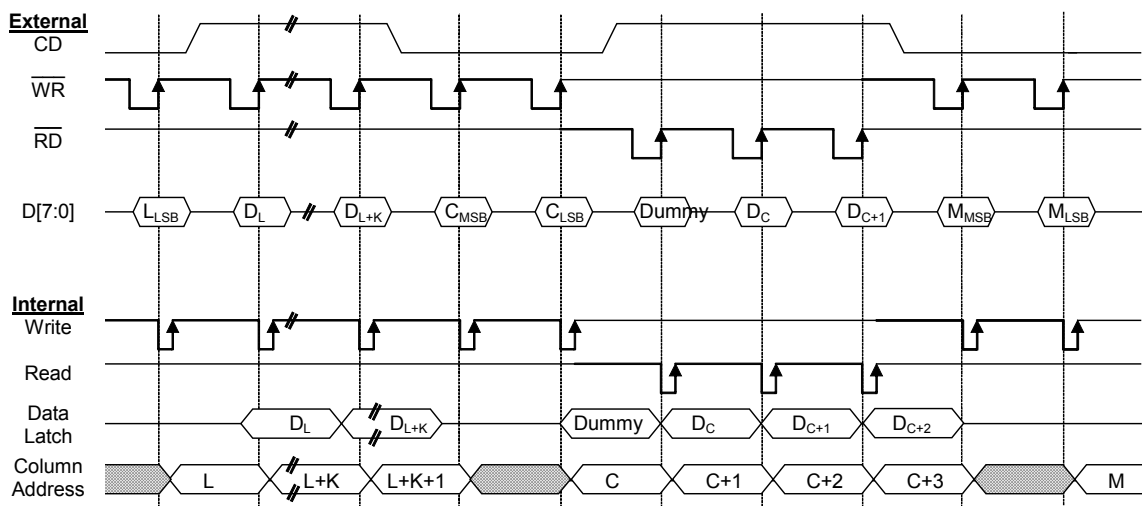 External
CD
WR
RD
D[7:0] LLSB DL DL+K CMSB CLSB Dummy DC DC+1 MMSB MLSB
Internal
Write
Read
Data Latch DL DL+K Dummy DC DC+1 DC+2
Column Address L L+K L+K+1 C C+1 C+2 C+3 M